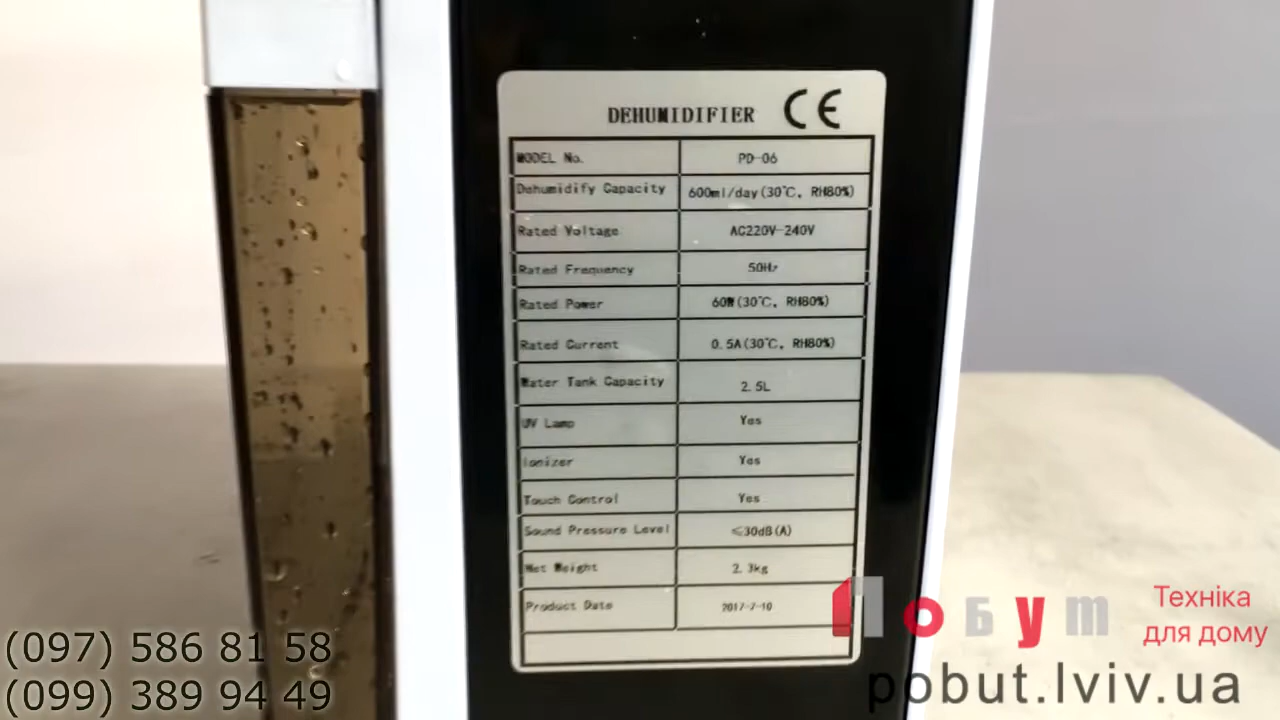 DEHUMIDIFIER CE
MODEL No. PD-06
Dehumidify Capacity 600ml/day(30℃, RH80%)
Rated Voltage AC220V-240V
Rated Frequency 50Hz
Rated Power 60W(30℃, RH80%)
Rated Current 0.5A(30℃, RH80%)
Water Tank Capacity 2.5L
UV Lamp Yes
Ionizer Yes
Touch Control Yes
Sound Pressure Level ≤30dB(A)
Net Weight 2.3kg
Product Date 2017-7-10
Побут
Техніка
для дому
pobut.lviv.ua
(097) 586 81 58
(099) 389 94 49